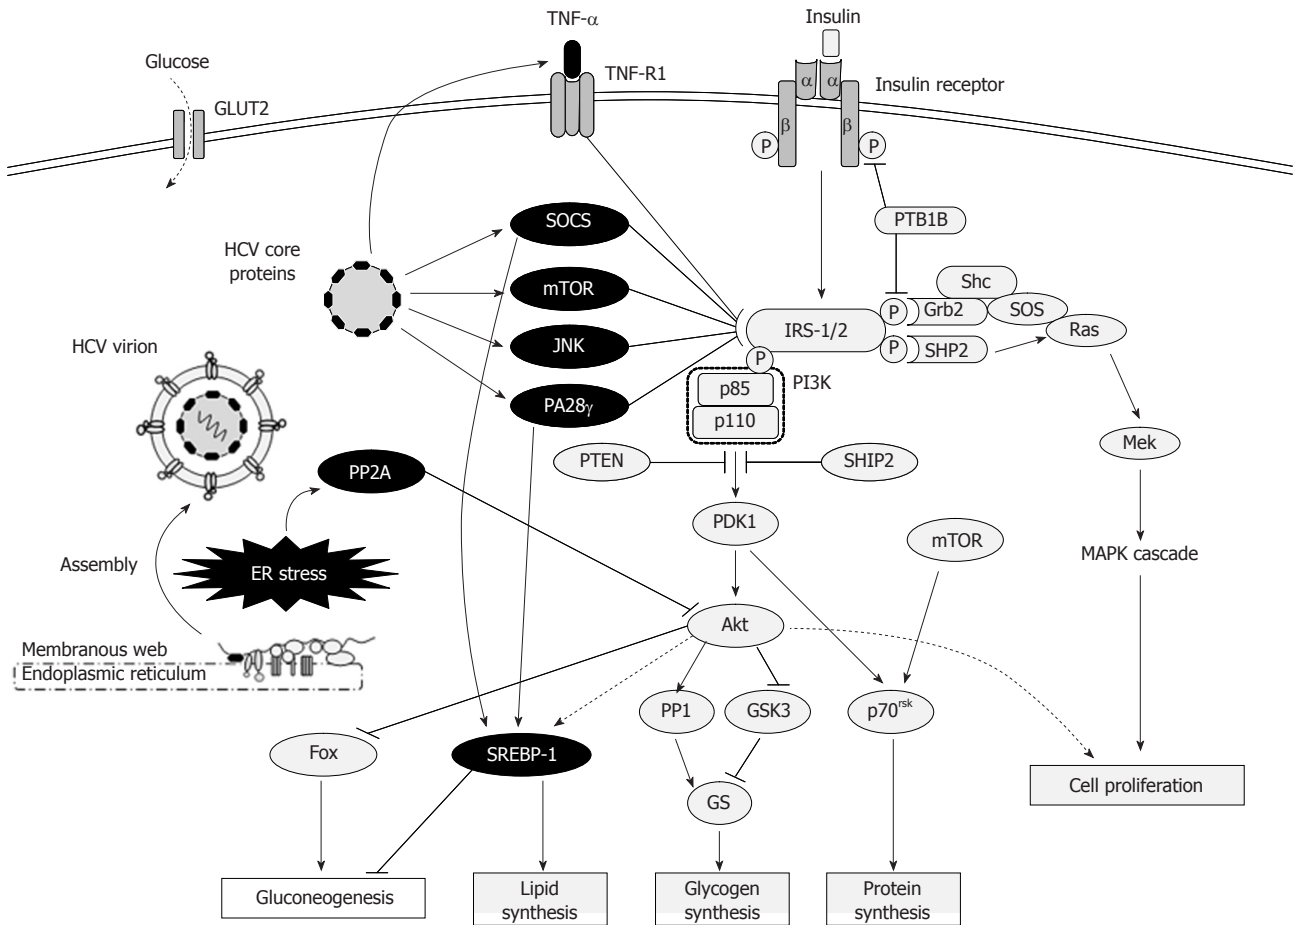 TNF-α
Insulin
Glucose
TNF-R1
Insulin receptor
GLUT2
α
α
β
β
P
P
PTB1B
SOCS
HCV core
proteins
mTOR
Shc
P
Grb2
SOS
IRS-1/2
Ras
JNK
P
SHP2
HCV virion
P
PI3K
p85
PA28γ
p110
Mek
PTEN
SHIP2
PP2A
PDK1
mTOR
MAPK cascade
Assembly
ER stress
Akt
Membranous web
Endoplasmic reticulum
PP1
GSK3
p70rsk
Fox
SREBP-1
Cell proliferation
GS
Gluconeogenesis
Lipid
synthesis
Glycogen
synthesis
Protein
synthesis